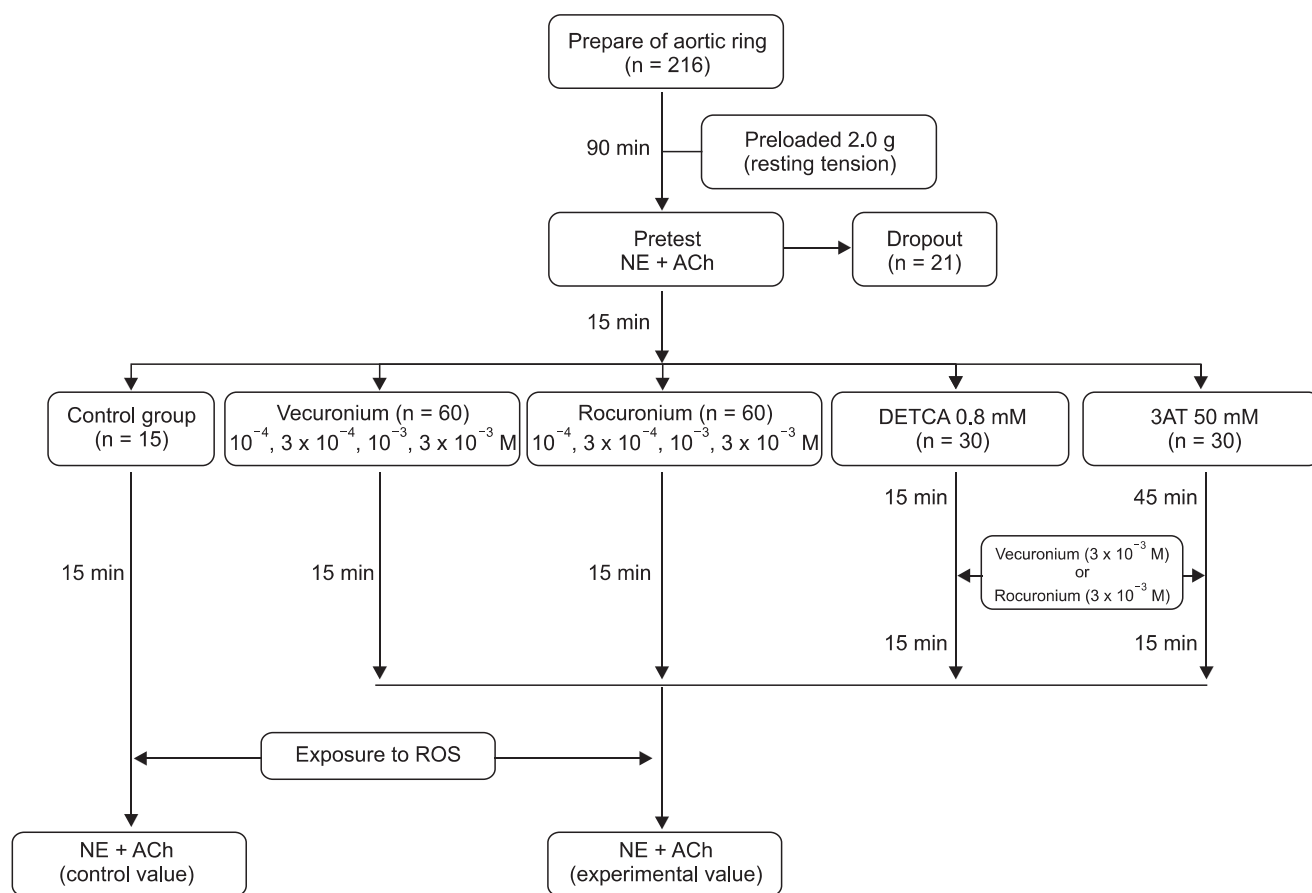 Prepare of aortic ring
(n = 216)
90 min
Preloaded 2.0 g
(resting tension)
Pretest
NE + ACh
Dropout
(n = 21)
15 min
Control group
(n = 15)
Vecuronium (n = 60)
10⁻⁴, 3 x 10⁻⁴, 10⁻³, 3 x 10⁻³ M
Rocuronium (n = 60)
10⁻⁴, 3 x 10⁻⁴, 10⁻³, 3 x 10⁻³ M
DETCA 0.8 mM
(n = 30)
3AT 50 mM
(n = 30)
15 min
45 min
15 min
15 min
15 min
Vecuronium (3 x 10⁻³ M)
or
Rocuronium (3 x 10⁻³ M)
15 min
15 min
Exposure to ROS
NE + ACh
(control value)
NE + ACh
(experimental value)